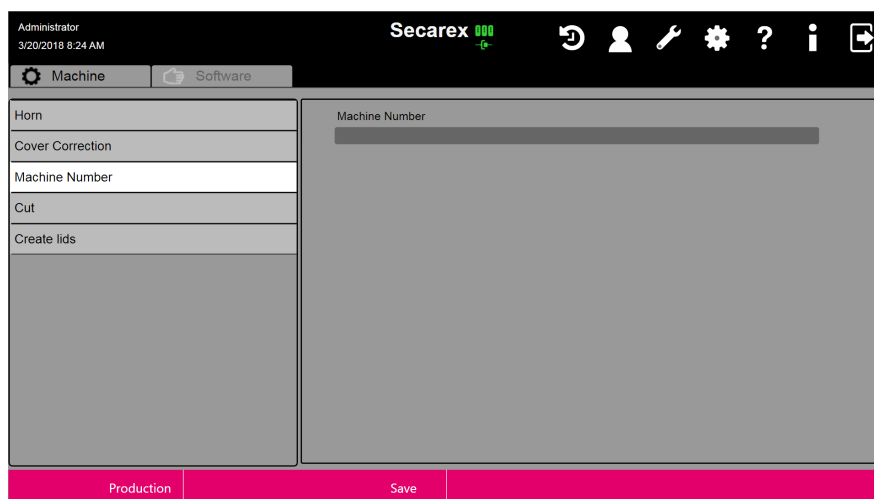 Administrator
3/20/2018 8:24 AM
Secarex
?
i
Machine
Software
Horn
Cover Correction
Machine Number
Cut
Create lids
Machine Number
Production
Save